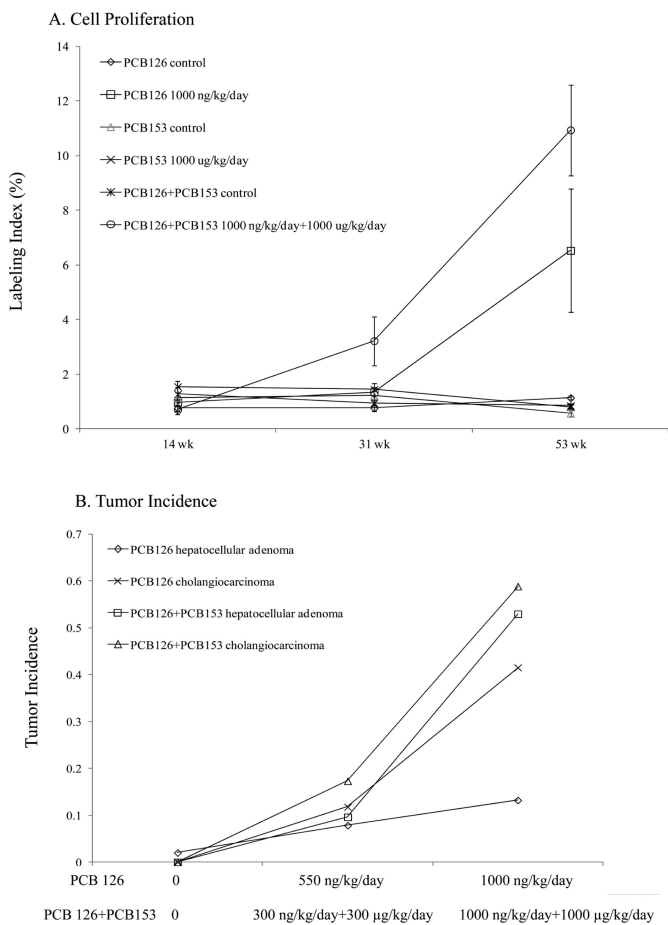 A. Cell Proliferation
14
12
10
8
6
4
2
0
Labeling Index (%)
PCB126 control
PCB126 1000 ng/kg/day
PCB153 control
PCB153 1000 ug/kg/day
PCB126+PCB153 control
PCB126+PCB153 1000 ng/kg/day+1000 ug/kg/day
14 wk 31 wk 53 wk
B. Tumor Incidence
0.7
0.6
0.5
0.4
0.3
0.2
0.1
0
Tumor Incidence
PCB126 hepatocellular adenoma
PCB126 cholangiocarcinoma
PCB126+PCB153 hepatocellular adenoma
PCB126+PCB153 cholangiocarcinoma
PCB 126 0 550 ng/kg/day 1000 ng/kg/day
PCB 126+PCB153 0 300 ng/kg/day+300 µg/kg/day 1000 ng/kg/day+1000 µg/kg/day